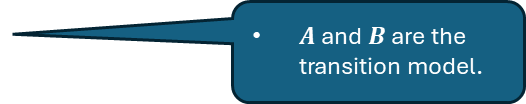 • A and B are the
transition model.